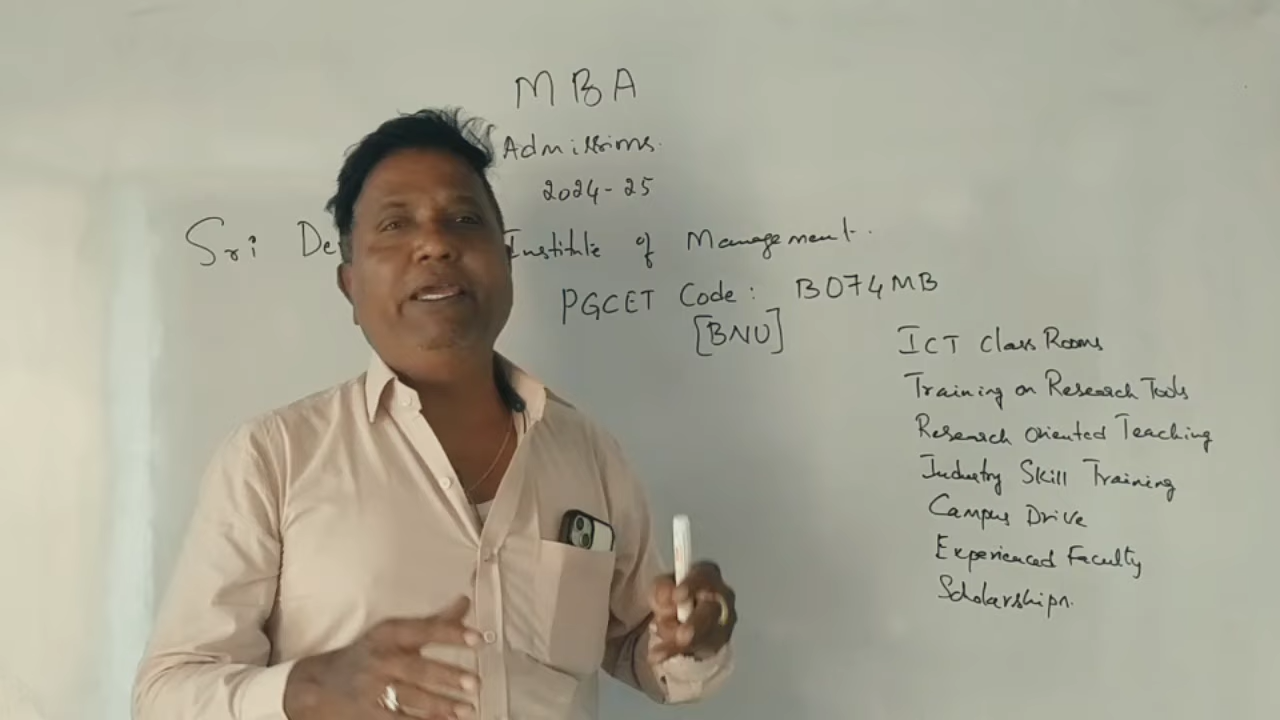 MBA
Admissions.
2024-25
Sri De Institute of Management.
PGCET Code: B074MB
[BNU]
ICT Class Rooms
Training on Research Tools
Research Oriented Teaching
Industry Skill Training
Campus Drive
Experienced Faculty
Scholarships.